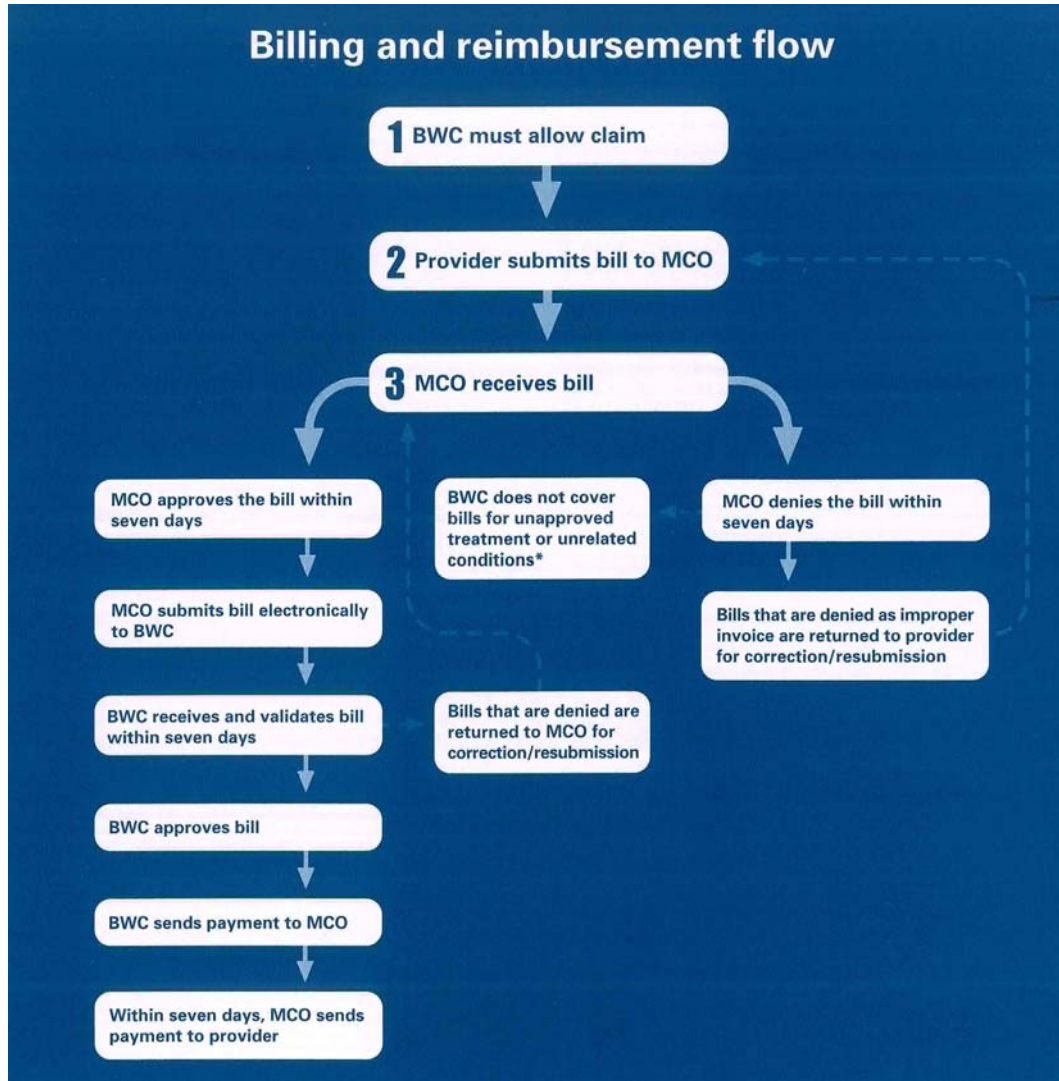 Billing and reimbursement flow
1 BWC must allow claim
2 Provider submits bill to MCO
3 MCO receives bill
MCO approves the bill within
seven days
MCO submits bill electronically
to BWC
BWC receives and validates bill
within seven days
BWC approves bill
BWC sends payment to MCO
Within seven days, MCO sends
payment to provider
BWC does not cover
bills for unapproved
treatment or unrelated
conditions*
Bills that are denied are
returned to MCO for
correction/resubmission
MCO denies the bill within
seven days
Bills that are denied as improper
invoice are returned to provider
for correction/resubmission